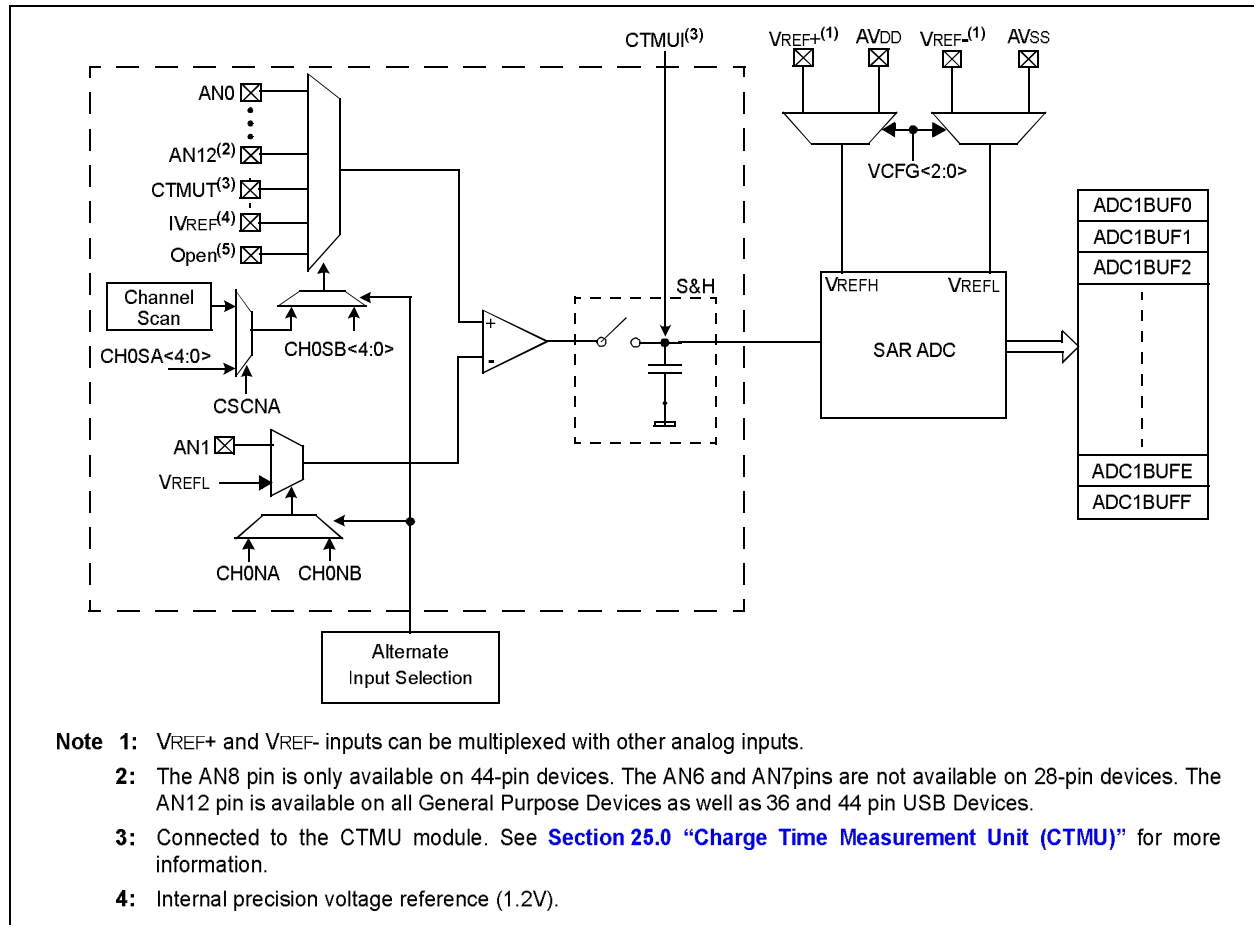 CTMUI(3)
VREF+(1) AVDD VREF-(1) AVSS
AN0
AN12(2)
CTMUT(3)
IVREF(4)
Open(5)
VCFG<2:0>
Channel
Scan
CH0SA<4:0>
CH0SB<4:0>
CSCNA
AN1
VREFL
CH0NA CH0NB
+
-
S&H
VREFH VREFL
SAR ADC
ADC1BUF0
ADC1BUF1
ADC1BUF2
ADC1BUFE
ADC1BUFF
Alternate
Input Selection
Note 1: VREF+ and VREF- inputs can be multiplexed with other analog inputs.
2: The AN8 pin is only available on 44-pin devices. The AN6 and AN7pins are not available on 28-pin devices. The
AN12 pin is available on all General Purpose Devices as well as 36 and 44 pin USB Devices.
3: Connected to the CTMU module. See Section 25.0 “Charge Time Measurement Unit (CTMU)” for more
information.
4: Internal precision voltage reference (1.2V).